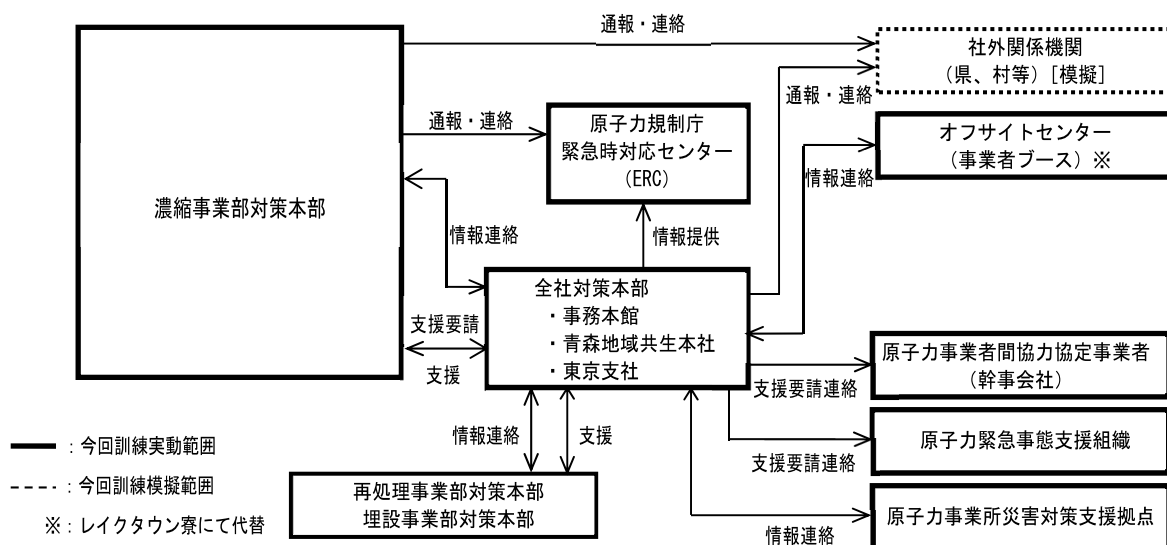 通報・連絡
社外関係機関
（県、村等）[模擬]
通報・連絡
通報・連絡
原子力規制庁
緊急時対応センター
（ERC）
オフサイトセンター
（事業者ブース）※
情報連絡
濃縮事業部対策本部
情報連絡
情報提供
全社対策本部
・事務本館
・青森地域共生本社
・東京支社
支援要請
支援
原子力事業者間協力協定事業者
（幹事会社）
支援要請連絡
情報連絡
支援
原子力緊急事態支援組織
支援要請連絡
：今回訓練実動範囲
：今回訓練模擬範囲
※：レイクタウン寮にて代替
再処理事業部対策本部
埋設事業部対策本部
原子力事業所災害対策支援拠点
情報連絡